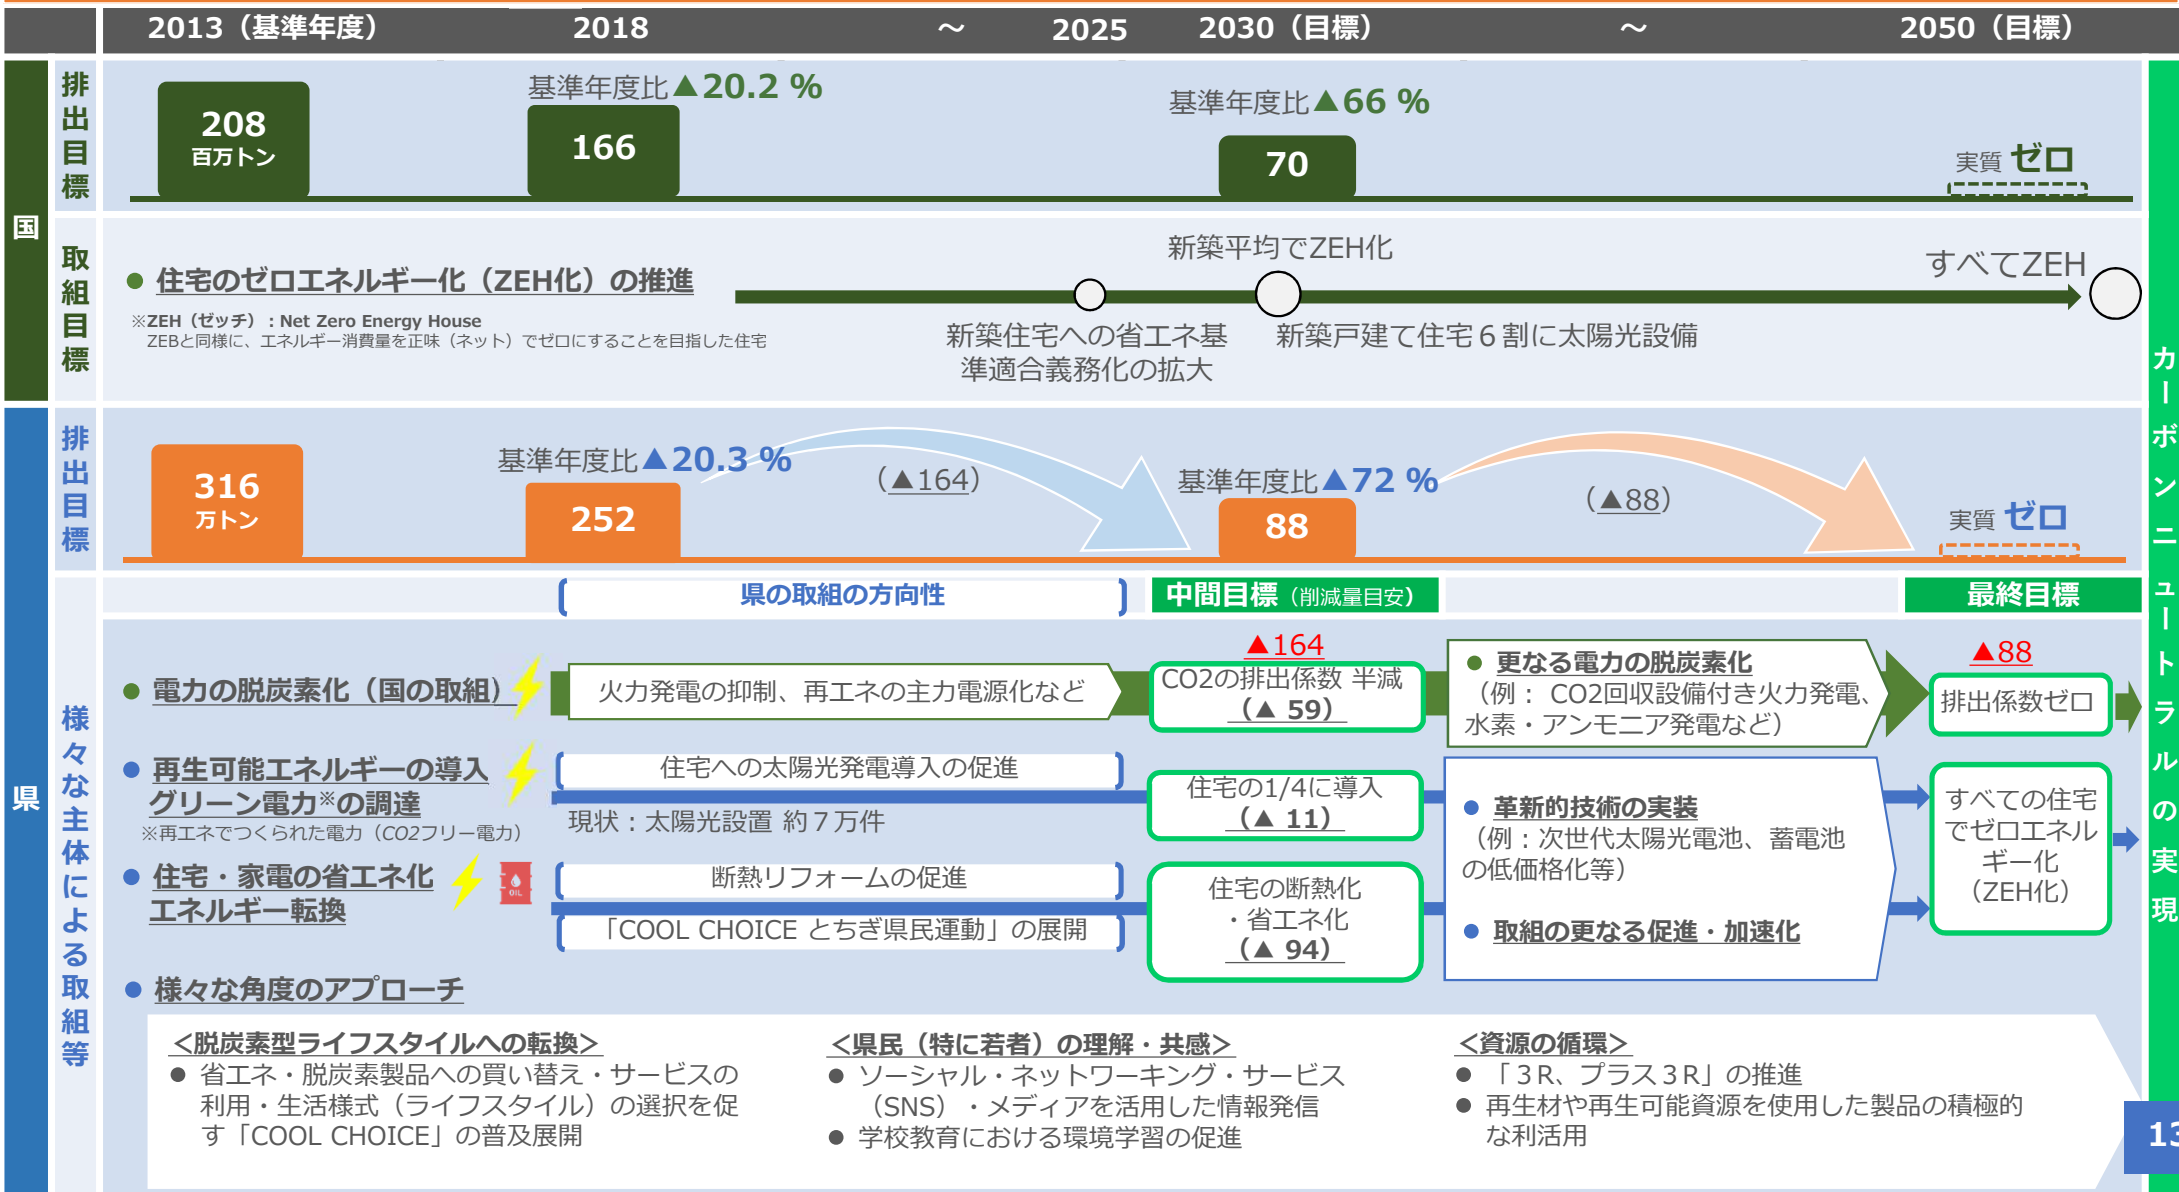 2013（基準年度） 2018 ～ 2025 2030（目標） ～ 2050（目標）
国
排出目標
208
百万トン
基準年度比▲20.2 %
166
基準年度比▲66 %
70
実質 ゼロ
取組目標
● 住宅のゼロエネルギー化（ZEH化）の推進
※ZEH（ゼッチ）：Net Zero Energy House
ZEBと同様に、エネルギー消費量を正味（ネット）でゼロにすることを目指した住宅
新築平均でZEH化
すべてZEH
新築住宅への省エネ基
準適合義務化の拡大
新築戸建て住宅６割に太陽光設備
カーボンニュートラルの実現
県
排出目標
316
万トン
基準年度比▲20.3 %
252
（▲164）
基準年度比▲72 %
88
（▲88）
実質 ゼロ
様々な主体による取組等
県の取組の方向性
中間目標（削減量目安）
最終目標
● 電力の脱炭素化（国の取組）
火力発電の抑制、再エネの主力電源化など
▲164
CO2の排出係数 半減
（▲ 59）
● 更なる電力の脱炭素化
（例： CO2回収設備付き火力発電、
水素・アンモニア発電など）
▲88
排出係数ゼロ
● 再生可能エネルギーの導入
グリーン電力※の調達
※再エネでつくられた電力（CO2フリー電力）
住宅への太陽光発電導入の促進
現状：太陽光設置 約７万件
住宅の1/4に導入
（▲ 11）
● 革新的技術の実装
（例：次世代太陽光電池、蓄電池
の低価格化等）
● 取組の更なる促進・加速化
すべての住宅
でゼロエネル
ギー化
（ZEH化）
● 住宅・家電の省エネ化
エネルギー転換
OIL
断熱リフォームの促進
「COOL CHOICE とちぎ県民運動」の展開
住宅の断熱化
・省エネ化
（▲ 94）
● 様々な角度のアプローチ
＜脱炭素型ライフスタイルへの転換＞
● 省エネ・脱炭素製品への買い替え・サービスの
利用・生活様式（ライフスタイル）の選択を促
す「COOL CHOICE」の普及展開
＜県民（特に若者）の理解・共感＞
● ソーシャル・ネットワーキング・サービス
（SNS）・メディアを活用した情報発信
● 学校教育における環境学習の促進
＜資源の循環＞
● 「３R、プラス３R」の推進
● 再生材や再生可能資源を使用した製品の積極的
な利活用
13